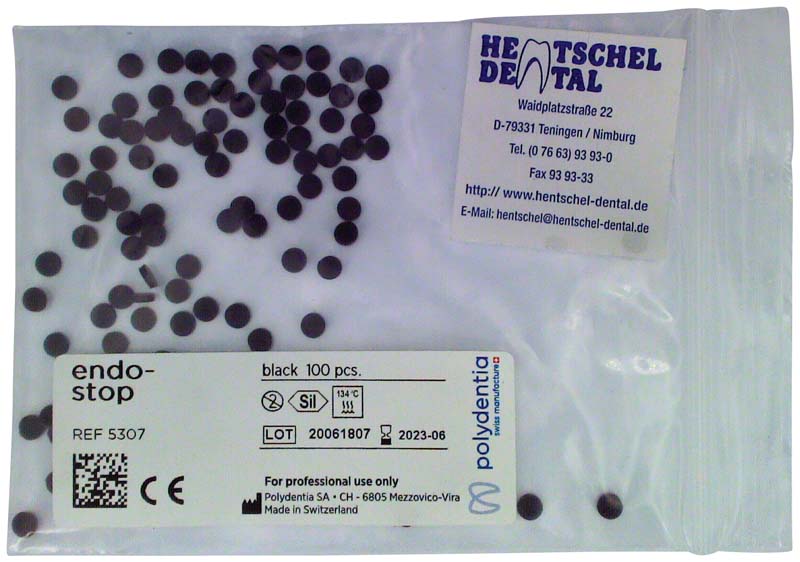 HENTSCHEL
DENTAL
Waidplatzstraße 22
D-79331 Teningen / Nimburg
Tel. (0 76 63) 93 93-0
Fax 93 93-33
http:// www.hentschel-dental.de
E-Mail: hentschel@hentschel-dental.de
endo-
stop
REF 5307
CE
black 100 pcs.
2
Sil
134 °C
LOT 20061807 2023-06
For professional use only
Polydentia SA • CH - 6805 Mezzovico-Vira
Made in Switzerland
polydentia
swiss manufacture